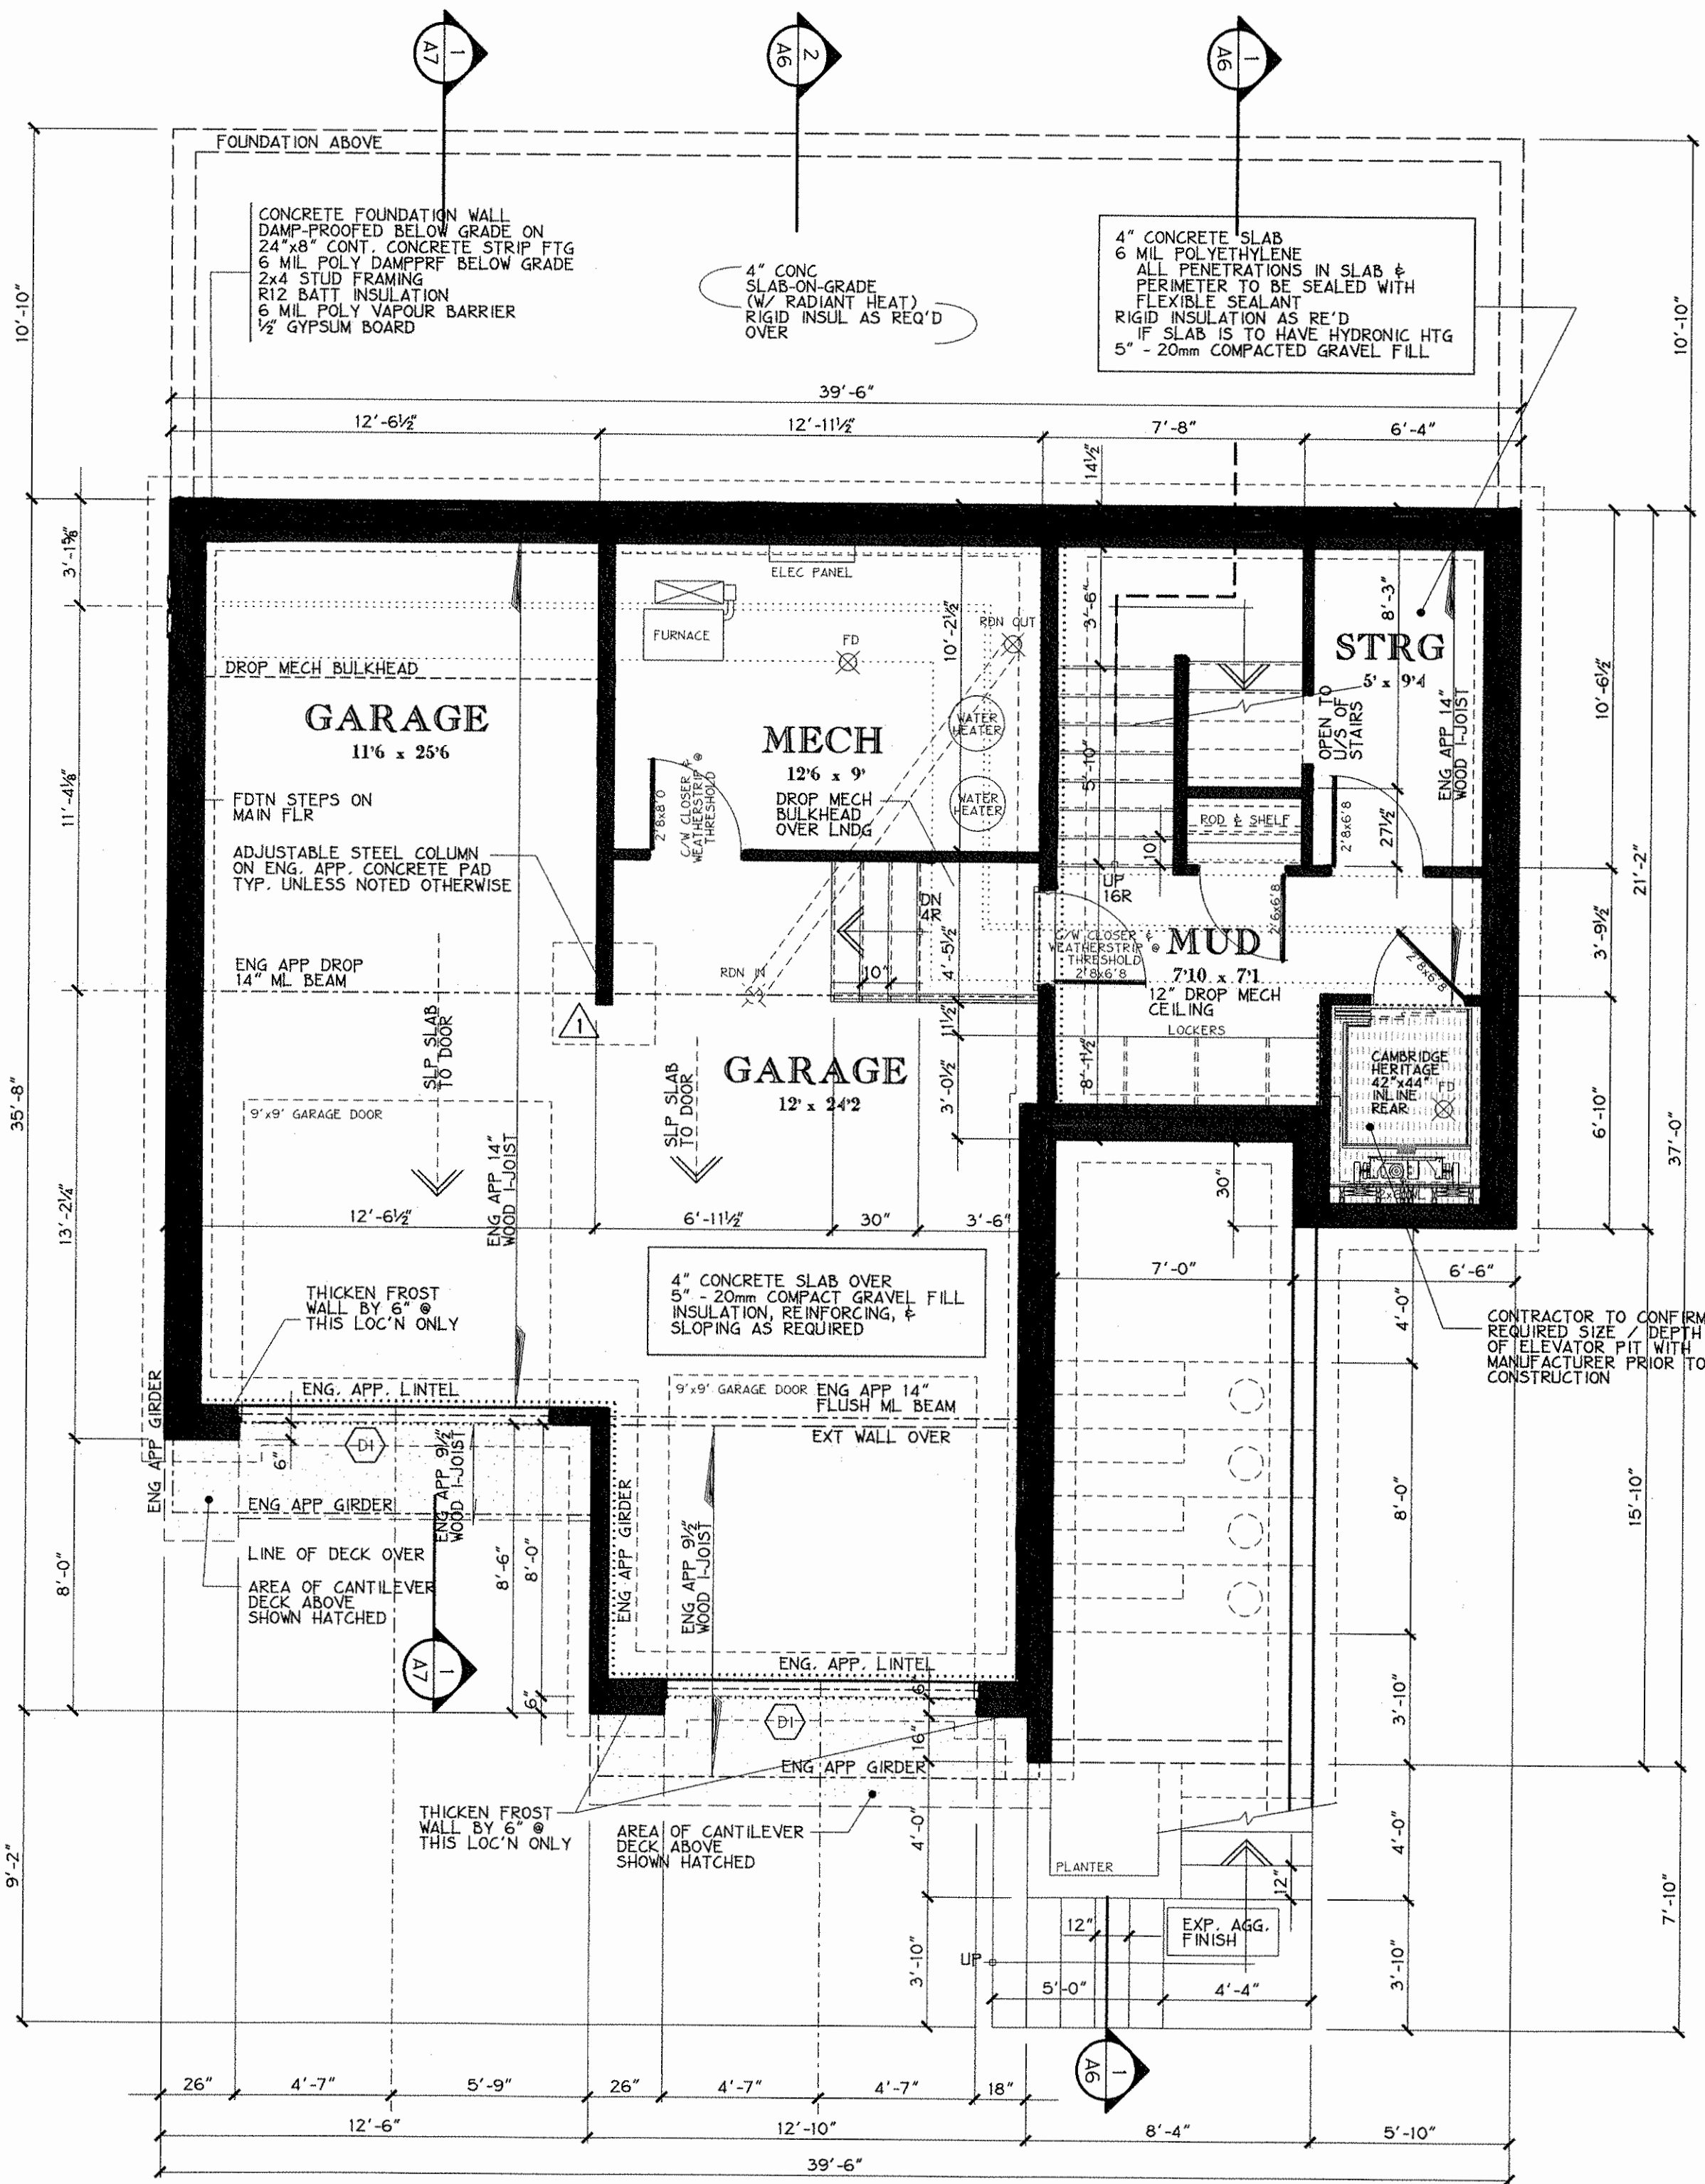 1
A7
2
A6
1
A6
FOUNDATION ABOVE
CONCRETE FOUNDATION WALL
DAMP-PROOFED BELOW GRADE ON
24"x8" CONT. CONCRETE STRIP FTG
6 MIL POLY DAMPPRF BELOW GRADE
2x4 STUD FRAMING
R12 BATT INSULATION
6 MIL POLY VAPOUR BARRIER
½" GYPSUM BOARD
4" CONC
SLAB-ON-GRADE
(W/ RADIANT HEAT)
RIGID INSUL AS REQ'D
OVER
4" CONCRETE SLAB
6 MIL POLYETHYLENE
ALL PENETRATIONS IN SLAB &
PERIMETER TO BE SEALED WITH
FLEXIBLE SEALANT
RIGID INSULATION AS RE'D
IF SLAB IS TO HAVE HYDRONIC HTG
5" - 20mm COMPACTED GRAVEL FILL
10'-10"
10'-10"
39'-6"
12'-6½"
12'-11½"
7'-8"
6'-4"
14½"
3'-1⅝"
11'-4⅛"
13'-2¼"
8'-0"
35'-8"
9'-2"
ELEC PANEL
FURNACE
FD
RDN OUT
10'-2½"
3'-6"
8'-3"
STRG
5' x 9'4
OPEN TO
U/S OF
STAIRS
ENG APP 14"
WOOD I-JOIST
10'-6½"
21'-2"
3'-9½"
6'-10"
37'-0"
DROP MECH BULKHEAD
GARAGE
11'6 x 25'6
MECH
12'6 x 9'
DROP MECH
BULKHEAD
OVER LNDG
WATER
HEATER
WATER
HEATER
5'-10"
10"
ROD & SHELF
2'8x6'8
27½"
2'8x8'0
C/W CLOSER &
WEATHERSTRIP @
THRESHOLD
FDTN STEPS ON
MAIN FLR
ADJUSTABLE STEEL COLUMN
ON ENG. APP. CONCRETE PAD
TYP. UNLESS NOTED OTHERWISE
UP
16R
DN
4R
4'-5½"
10"
2'6x6'8
C/W CLOSER &
WEATHERSTRIP @
THRESHOLD
2'8x6'8
MUD
7'10 x 7'1
12" DROP MECH
CEILING
LOCKERS
2'8x6'8
ENG APP DROP
14" ML BEAM
RDN IN
1
SLP SLAB
TO DOOR
SLP SLAB
TO DOOR
GARAGE
12' x 24'2
11½"
3'-0½"
8'-1½"
CAMBRIDGE
HERITAGE
42"x44"
INLINE
REAR
FD
9'x9' GARAGE DOOR
ENG APP 14"
WOOD I-JOIST
12'-6½"
6'-11½"
30"
3'-6"
30"
7'-0"
6'-6"
4'-0"
CONTRACTOR TO CONFIRM
REQUIRED SIZE / DEPTH
OF ELEVATOR PIT WITH
MANUFACTURER PRIOR TO
CONSTRUCTION
4" CONCRETE SLAB OVER
5" - 20mm COMPACT GRAVEL FILL
INSULATION, REINFORCING, &
SLOPING AS REQUIRED
THICKEN FROST
WALL BY 6" @
THIS LOC'N ONLY
ENG. APP. LINTEL
9'x9' GARAGE DOOR
ENG APP 14"
FLUSH ML BEAM
EXT WALL OVER
ENG APP GIRDER
6"
D1
ENG APP 9½"
WOOD I-JOIST
ENG APP GIRDER
LINE OF DECK OVER
AREA OF CANTILEVER
DECK ABOVE
SHOWN HATCHED
8'-6"
8'-0"
6"
ENG APP GIRDER
ENG APP 9½"
WOOD I-JOIST
8'-0"
15'-10"
3'-10"
1
A7
ENG. APP. LINTEL
6"
D1
16"
ENG APP GIRDER
THICKEN FROST
WALL BY 6" @
THIS LOC'N ONLY
AREA OF CANTILEVER
DECK ABOVE
SHOWN HATCHED
4'-0"
PLANTER
12"
4'-0"
7'-10"
12"
EXP. AGG.
FINISH
UP
3'-10"
5'-0"
4'-4"
3'-10"
1
A6
26"
4'-7"
5'-9"
26"
4'-7"
4'-7"
18"
12'-6"
12'-10"
8'-4"
5'-10"
39'-6"